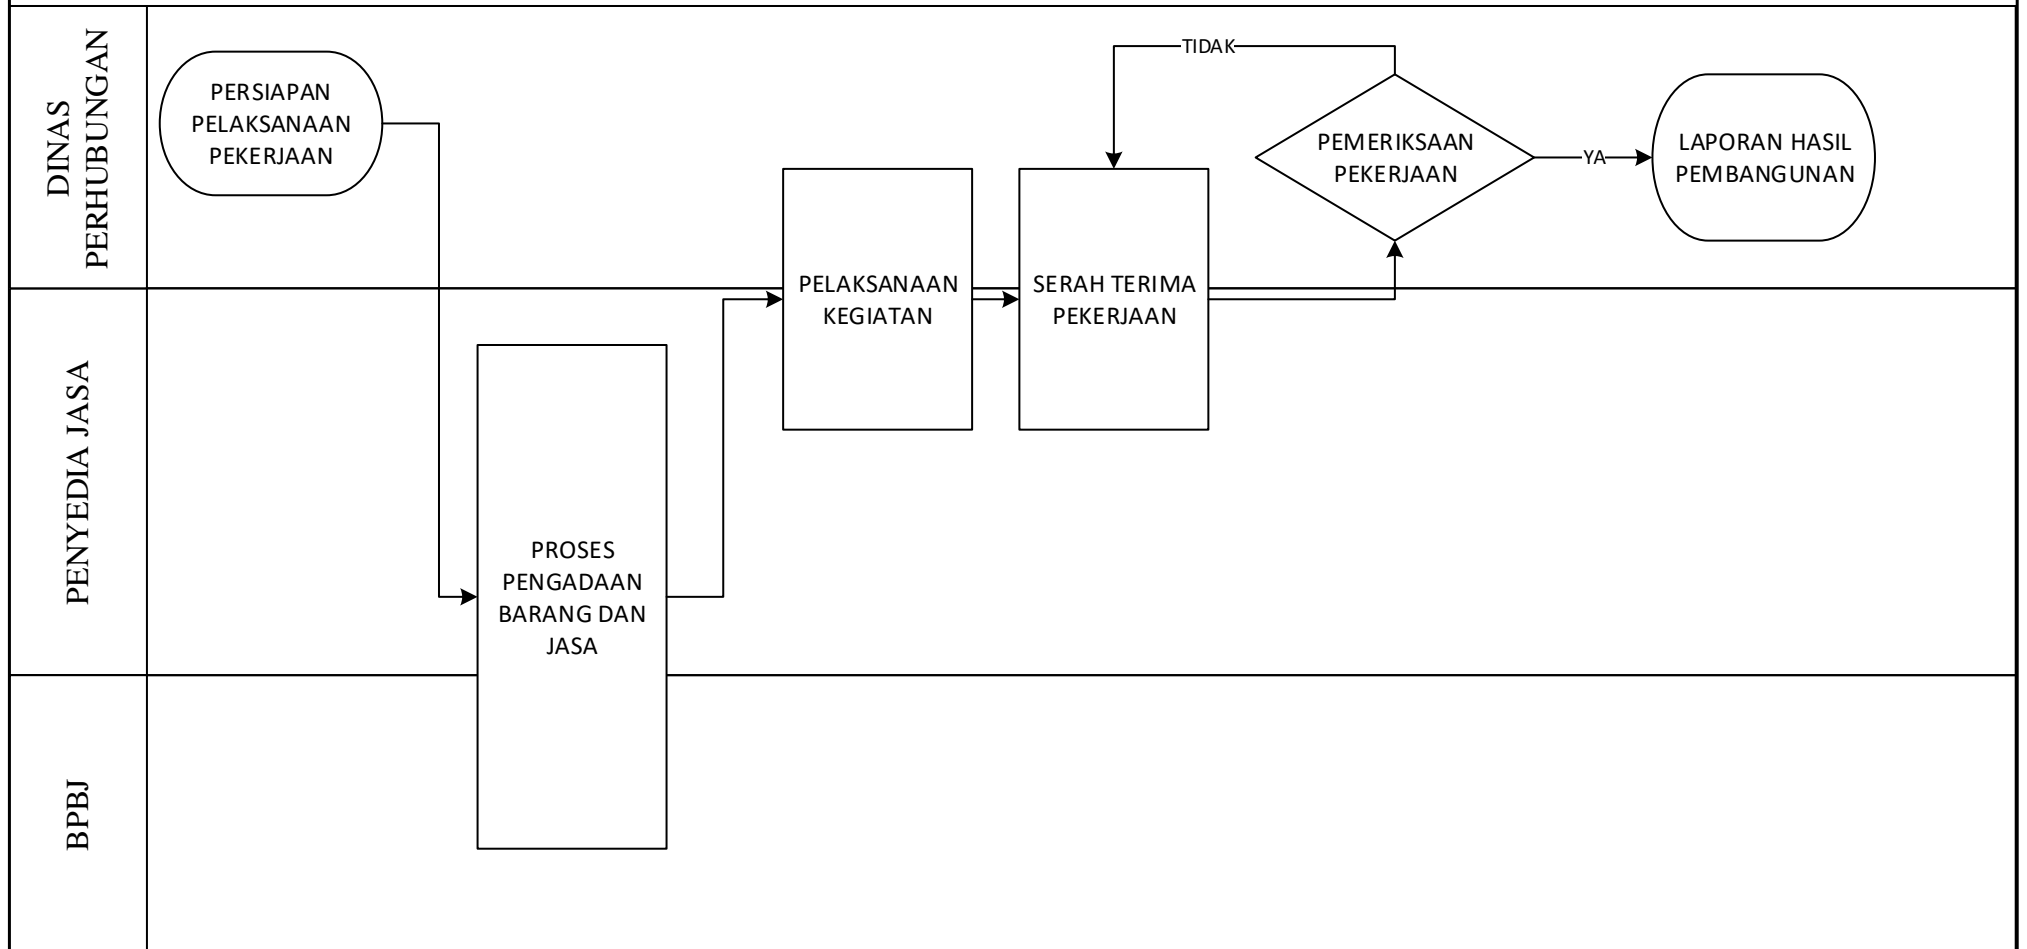 DINAS
PERHUBUNGAN
PERSIAPAN
PELAKSANAAN
PEKERJAAN
TIDAK
PEMERIKSAAN
PEKERJAAN
YA
LAPORAN HASIL
PEMBANGUNAN
PELAKSANAAN
KEGIATAN
SERAH TERIMA
PEKERJAAN
PENYEDIA JASA
PROSES
PENGADAAN
BARANG DAN
JASA
BPBJ